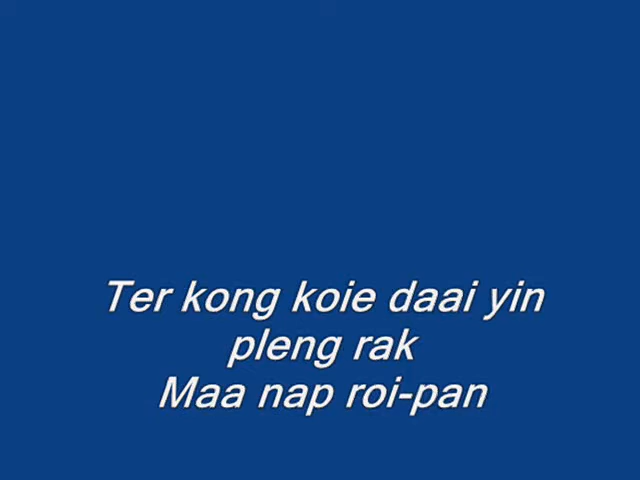 Ter kong koie daai yin
pleng rak
Maa nap roi-pan